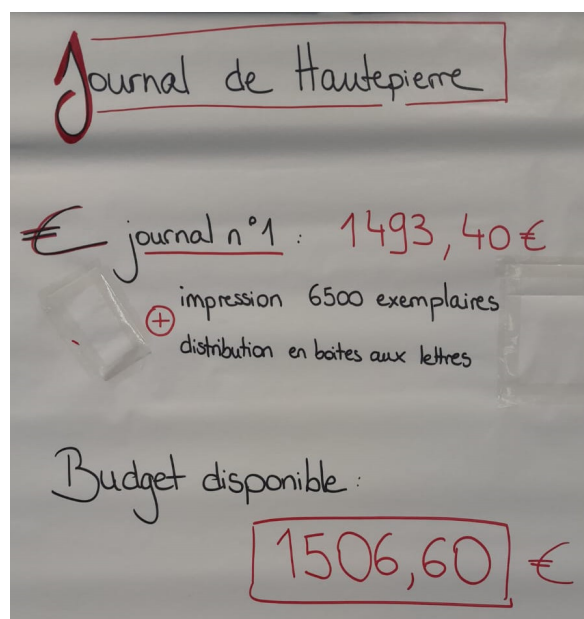 Journal de Hautepierre
€ journal n°1 : 1493,40 €
+ impression 6500 exemplaires
distribution en boites aux lettres
Budget disponible :
1506,60 €